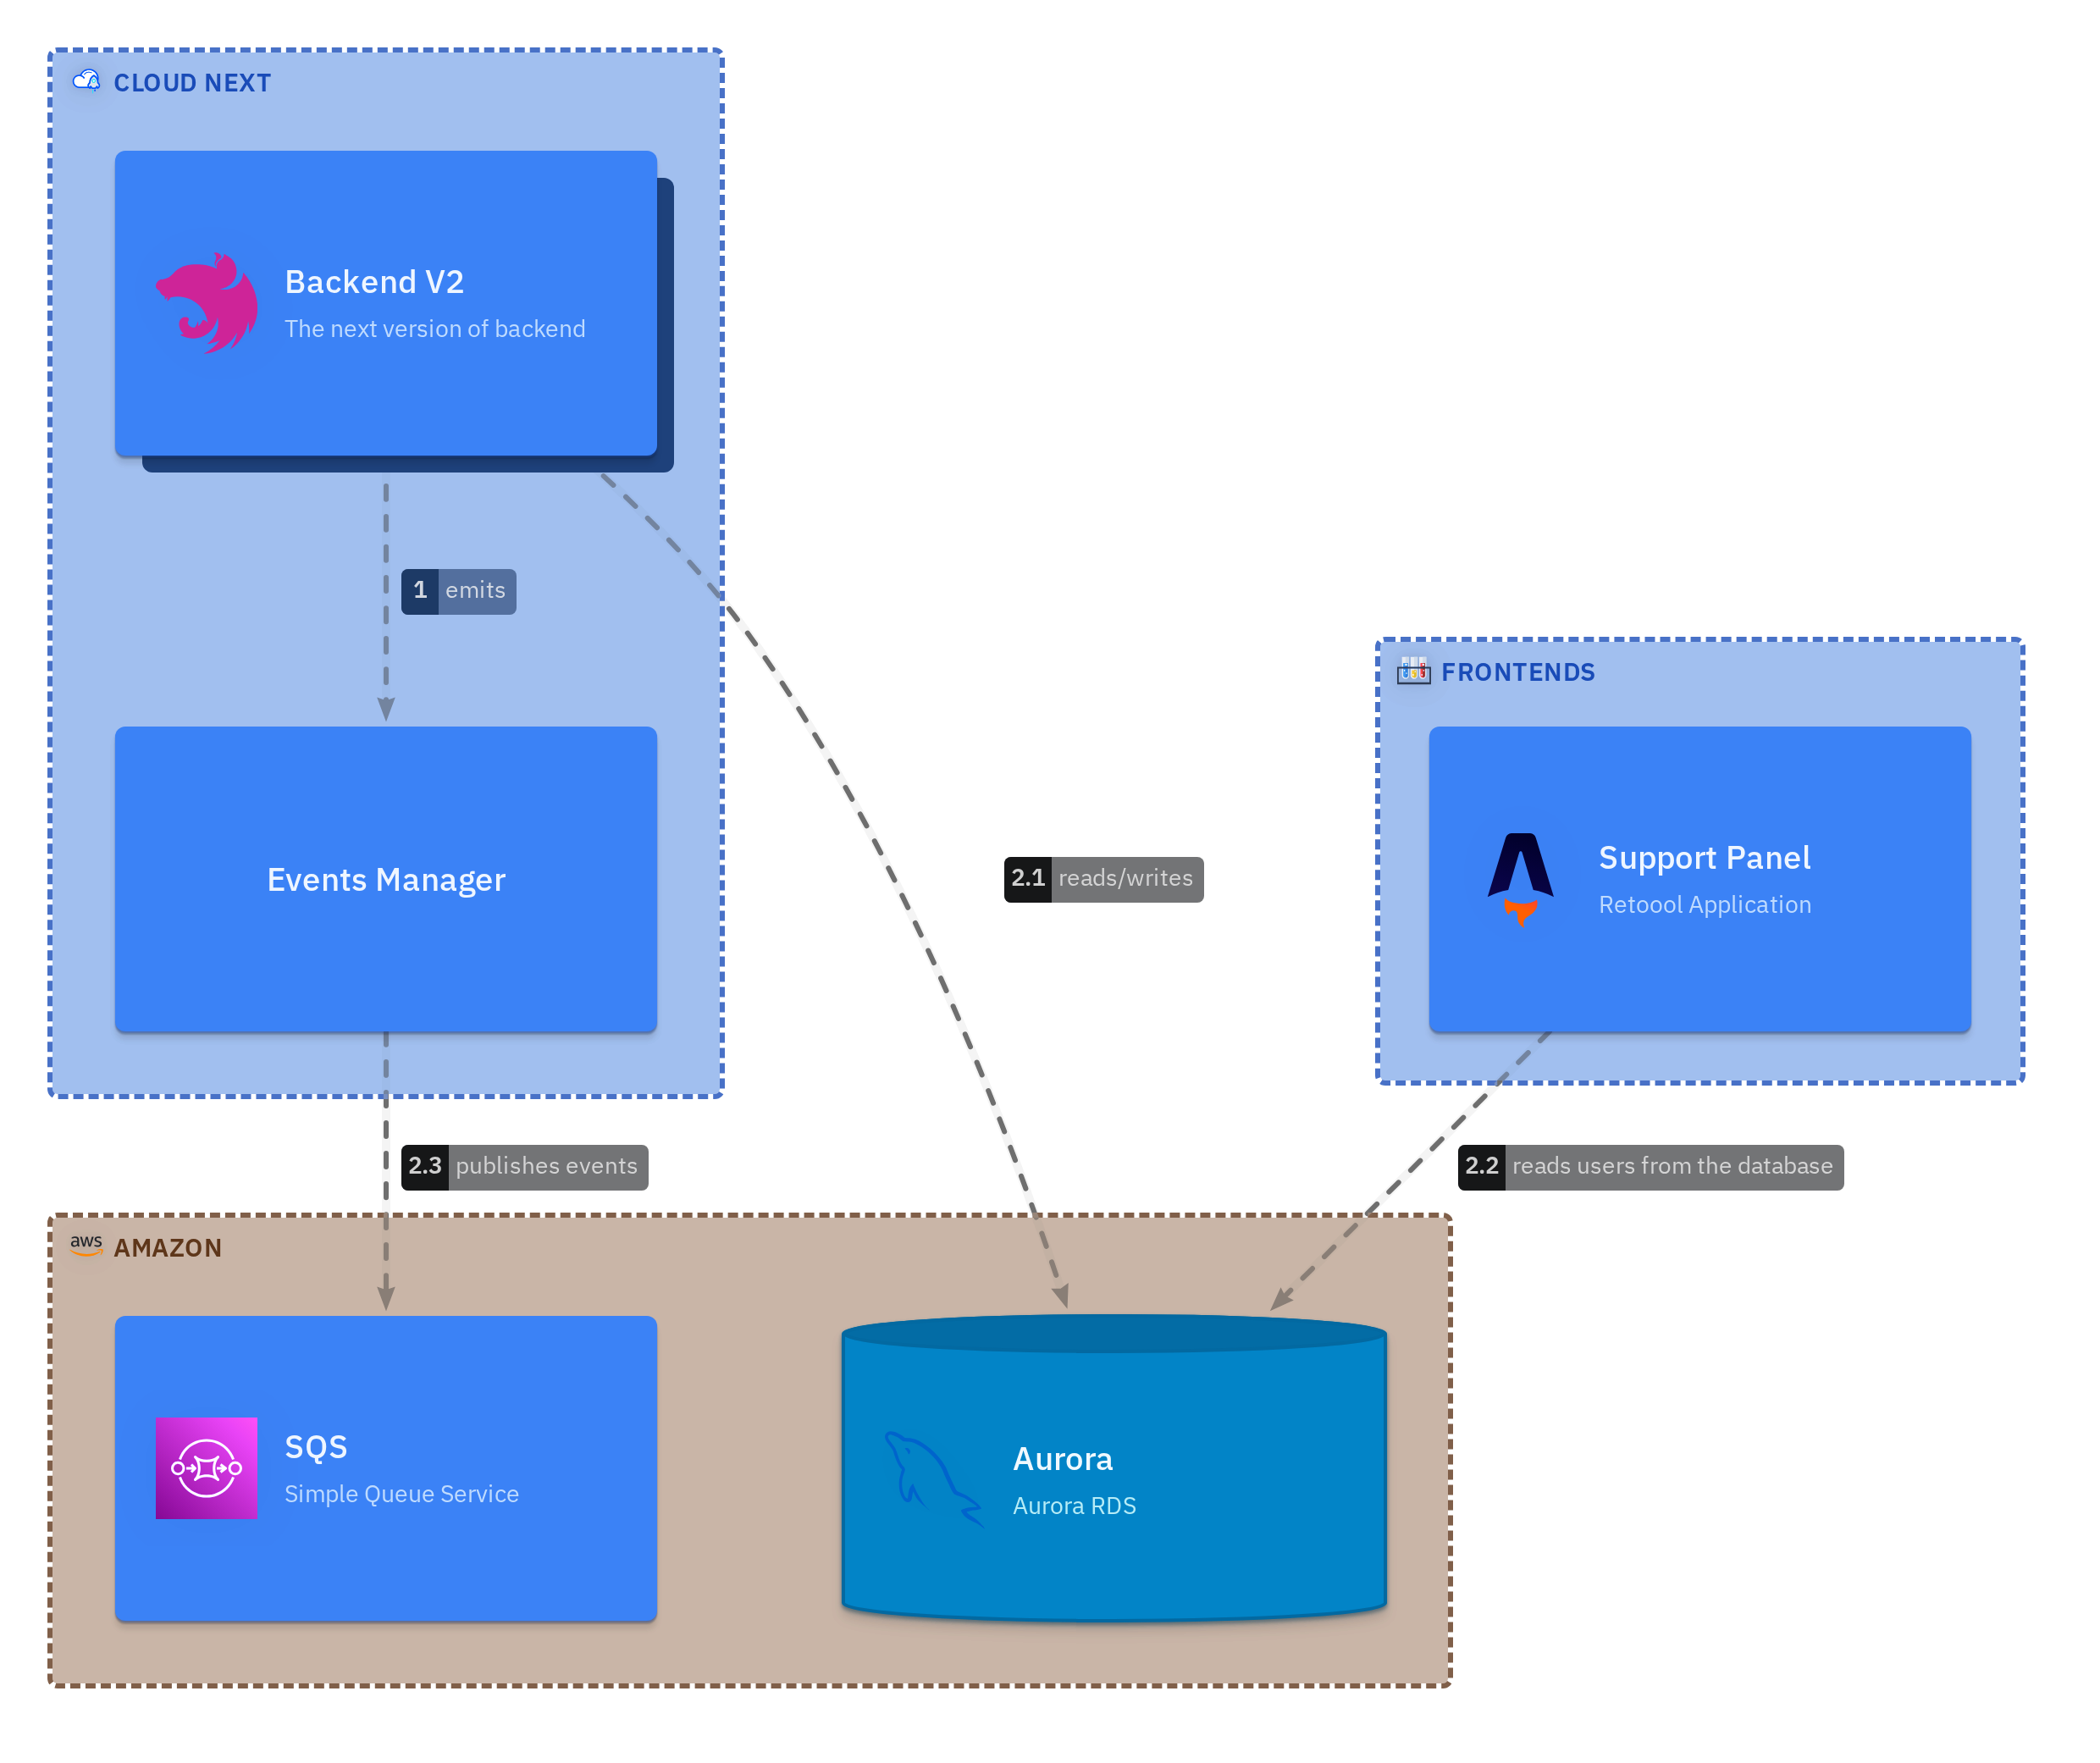 CLOUD NEXT
Backend V2
The next version of backend
1 emits
FRONTENDS
Events Manager
Support Panel
Retoool Application
2.1 reads/writes
2.3 publishes events
2.2 reads users from the database
aws AMAZON
SQS
Simple Queue Service
Aurora
Aurora RDS